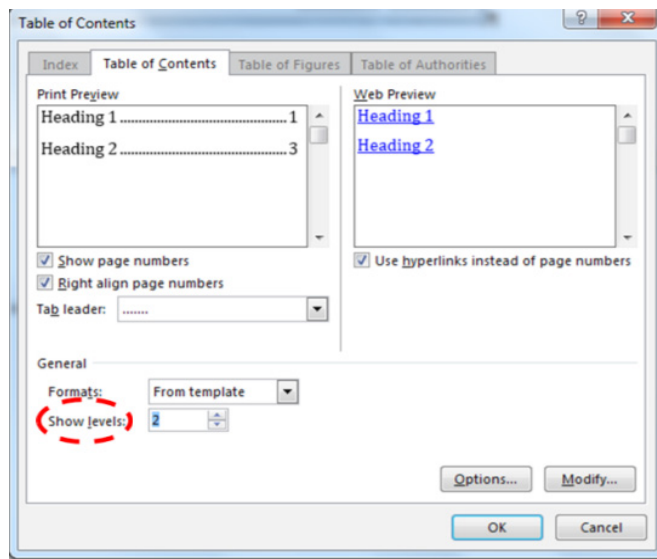 Table of Contents
Index Table of Contents Table of Figures Table of Authorities
Print Preview
Heading 1.................................................1
Heading 2.................................................3
Web Preview
Heading 1
Heading 2
Show page numbers
Right align page numbers
Tab leader: .......
Use hyperlinks instead of page numbers
General
Formats: From template
Show levels: 2
Options... Modify...
OK Cancel